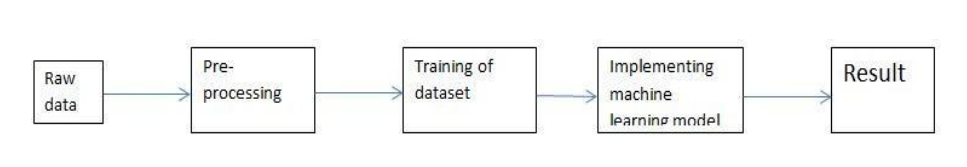 Raw
data
Pre-
processing
Training of
dataset
Implementing
machine
learning model
Result